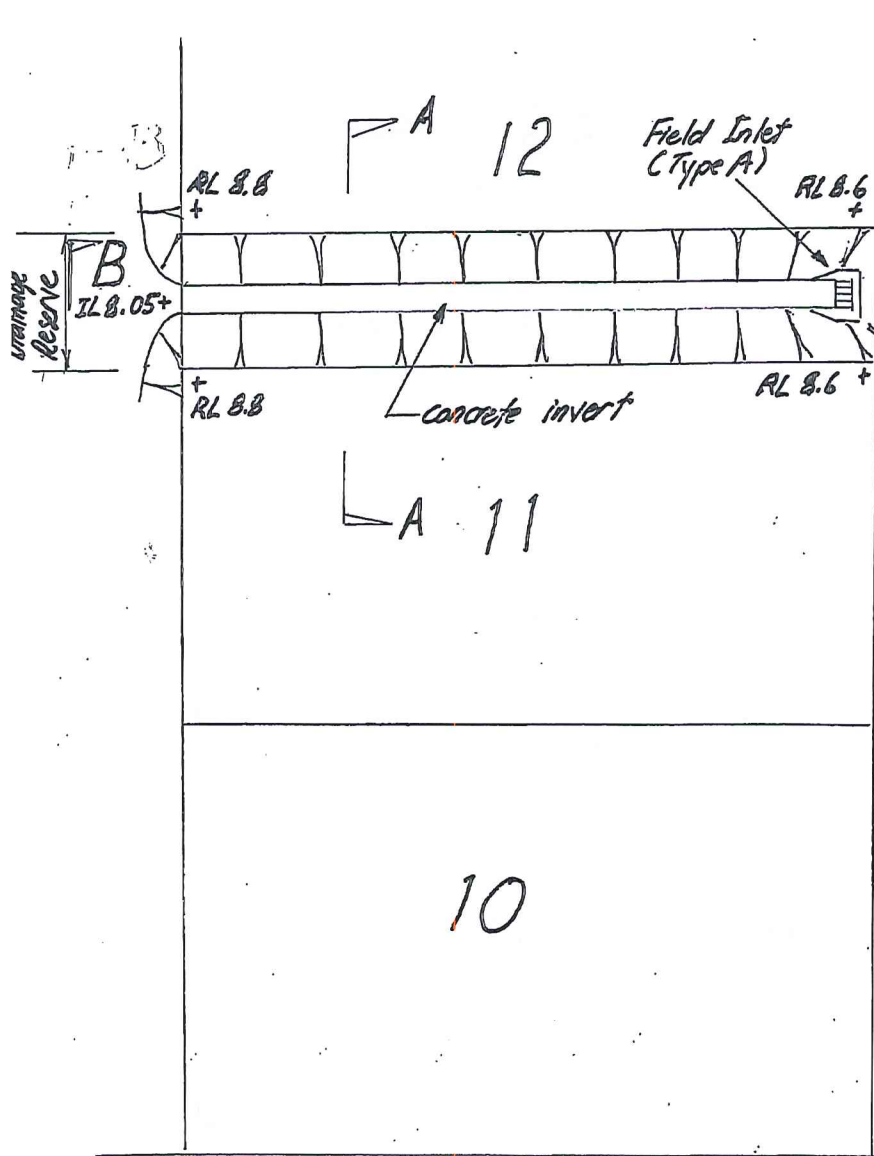 A
12
Field Inlet
(Type A)
RL 8.8
+
RL 8.6
+
B
Drainage
Reserve
IL 8.05+
+
RL 8.8
RL 8.6 +
concrete invert
A
11
10